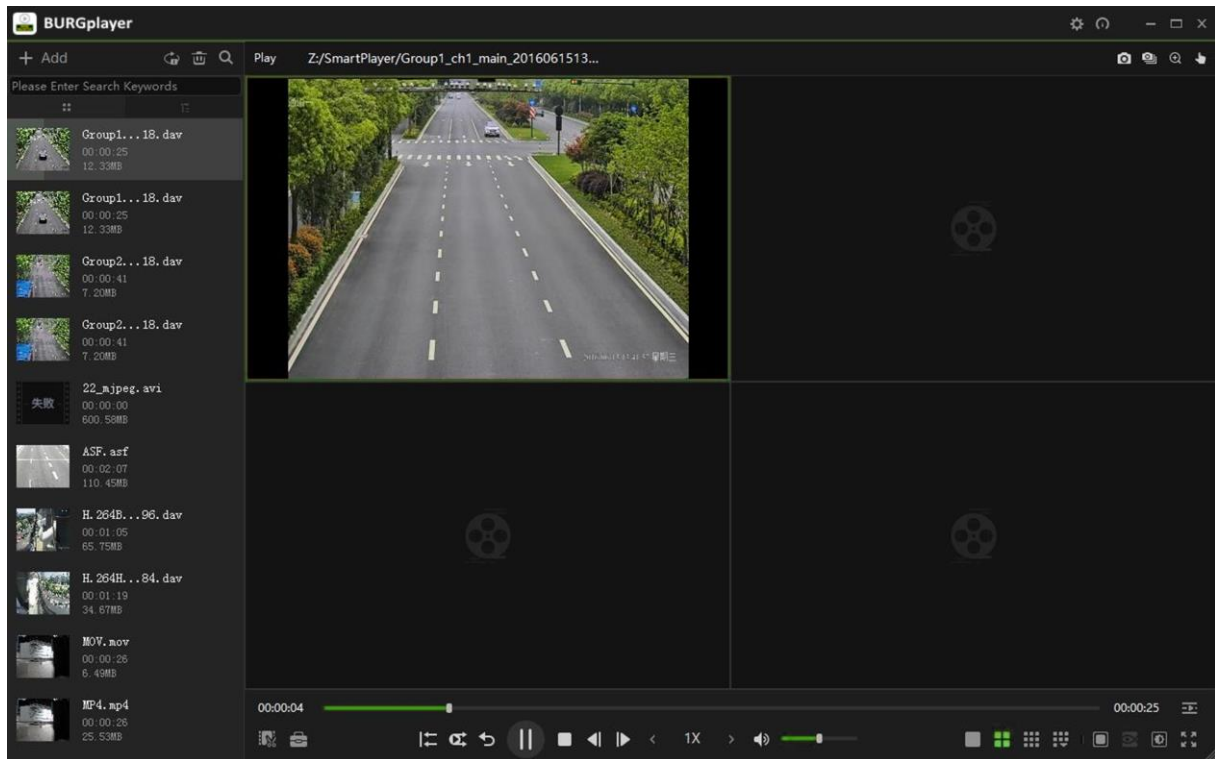 BURGplayer
+ Add
Play Z:/SmartPlayer/Group1_ch1_main_2016061513...
Please Enter Search Keywords
Group1...18.dav
00:00:25
12.33MB
Group1...18.dav
00:00:25
12.33MB
Group2...18.dav
00:00:41
7.20MB
Group2...18.dav
00:00:41
7.20MB
失败
22_mjpeg.avi
00:00:00
600.58MB
ASF.asf
00:02:07
110.45MB
H.264B...96.dav
00:01:05
65.75MB
H.264H...84.dav
00:01:19
34.67MB
MOV.mov
00:00:26
6.49MB
MP4.mp4
00:00:26
25.53MB
星期三
00:00:04
00:00:25
1X